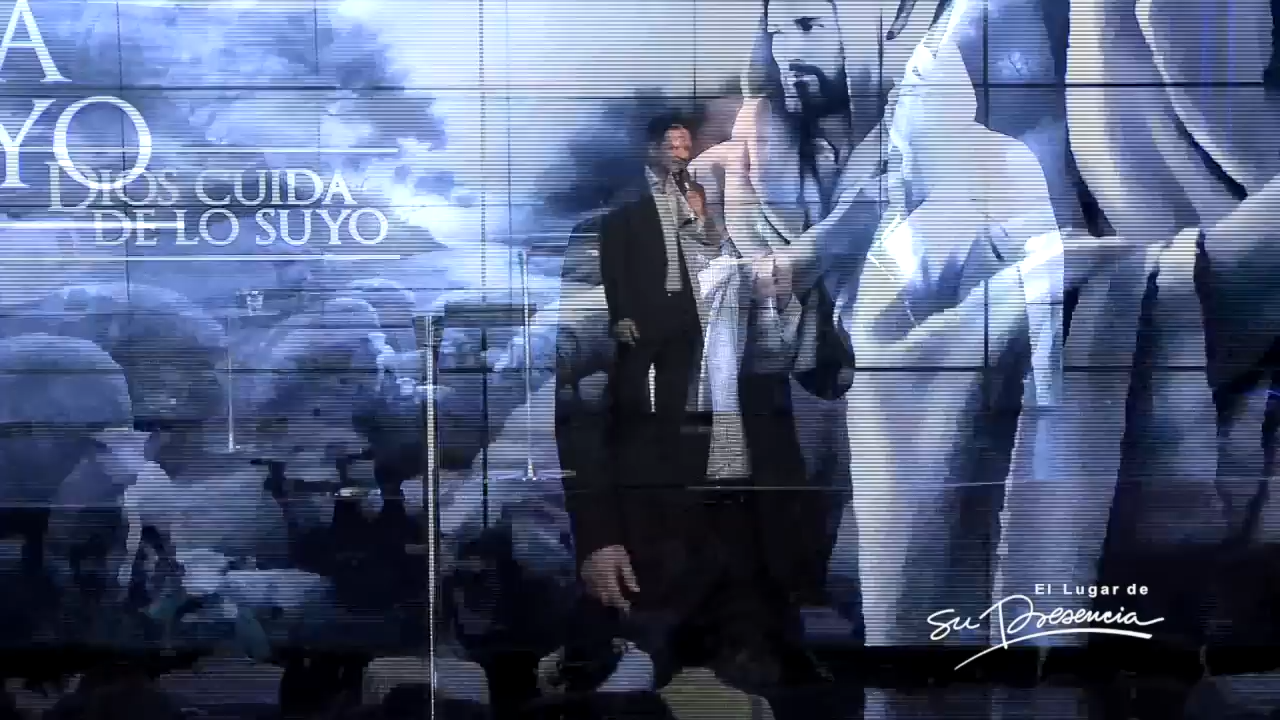 A
YO
DIOS CUIDA
DE LO SUYO
El Lugar de
Su Presencia